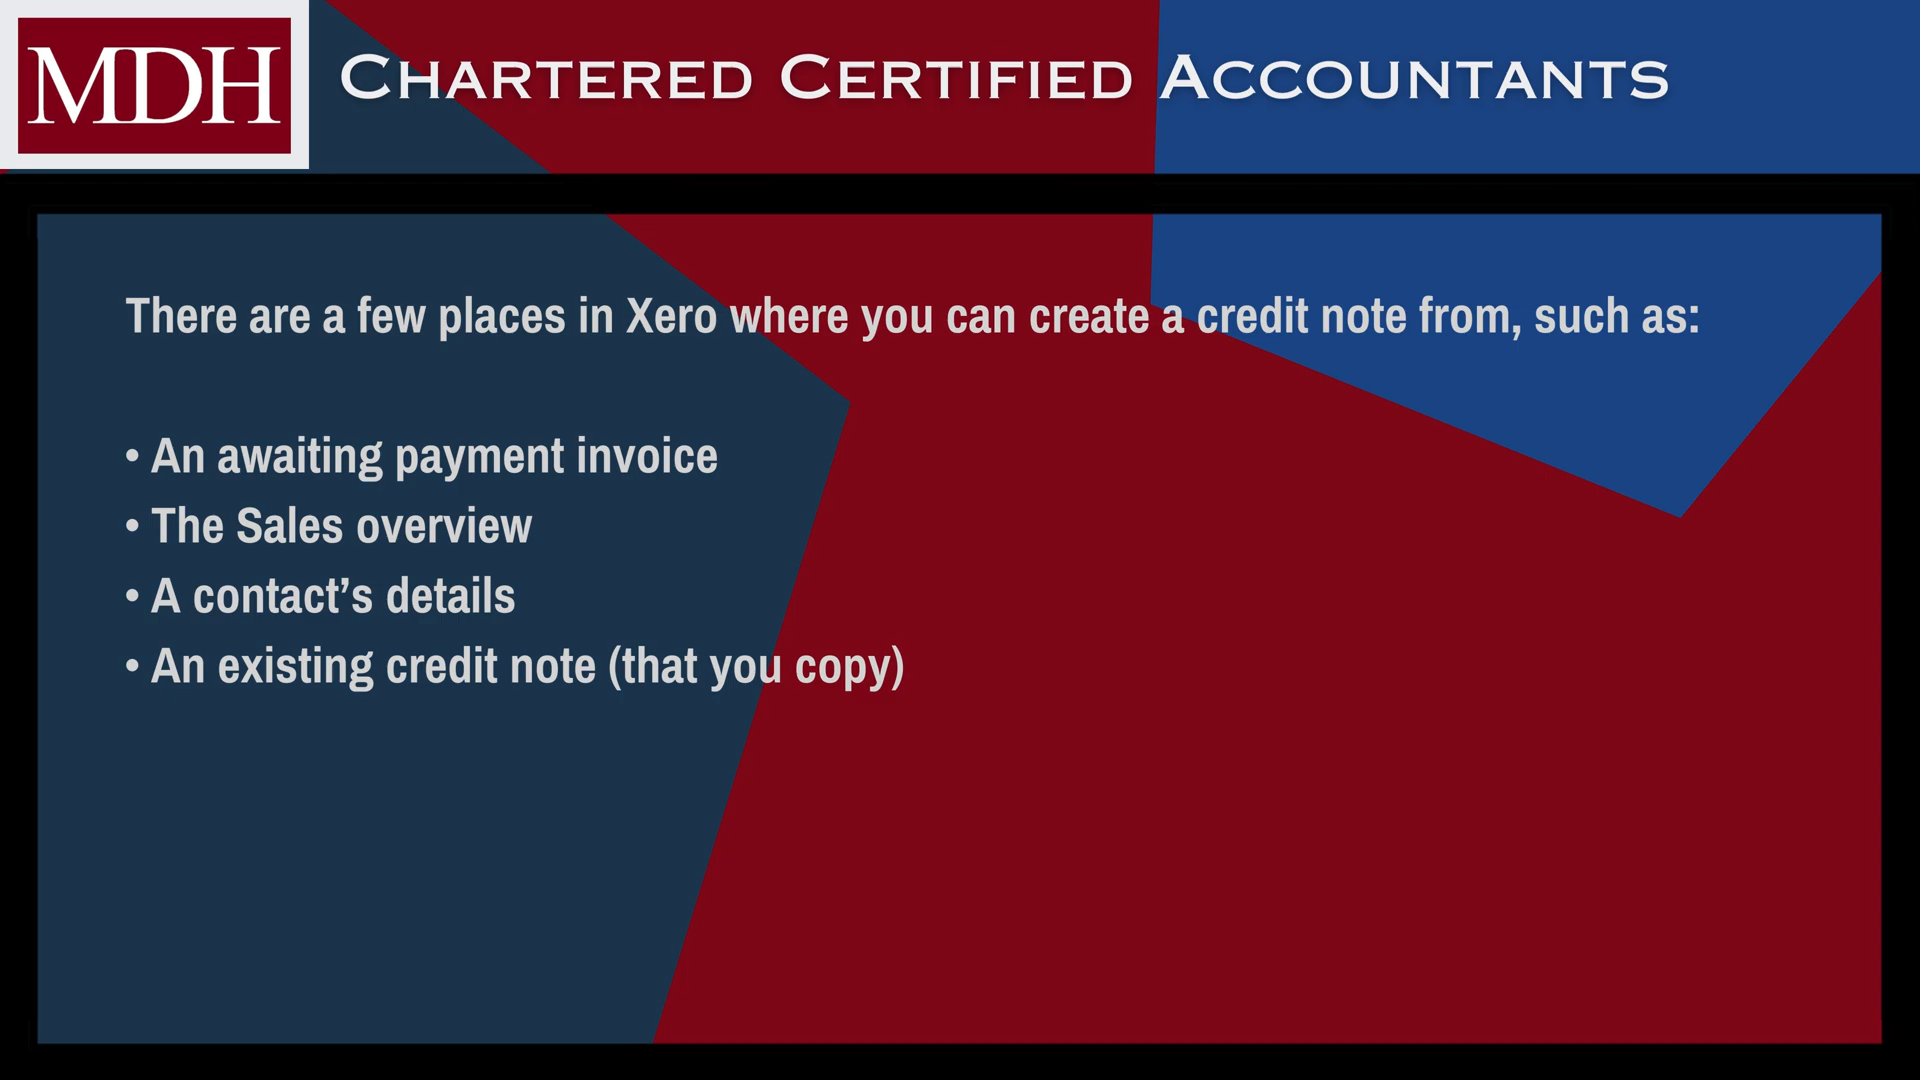 MDH
Chartered Certified Accountants
There are a few places in Xero where you can create a credit note from, such as:
• An awaiting payment invoice
• The Sales overview
• A contact’s details
• An existing credit note (that you copy)